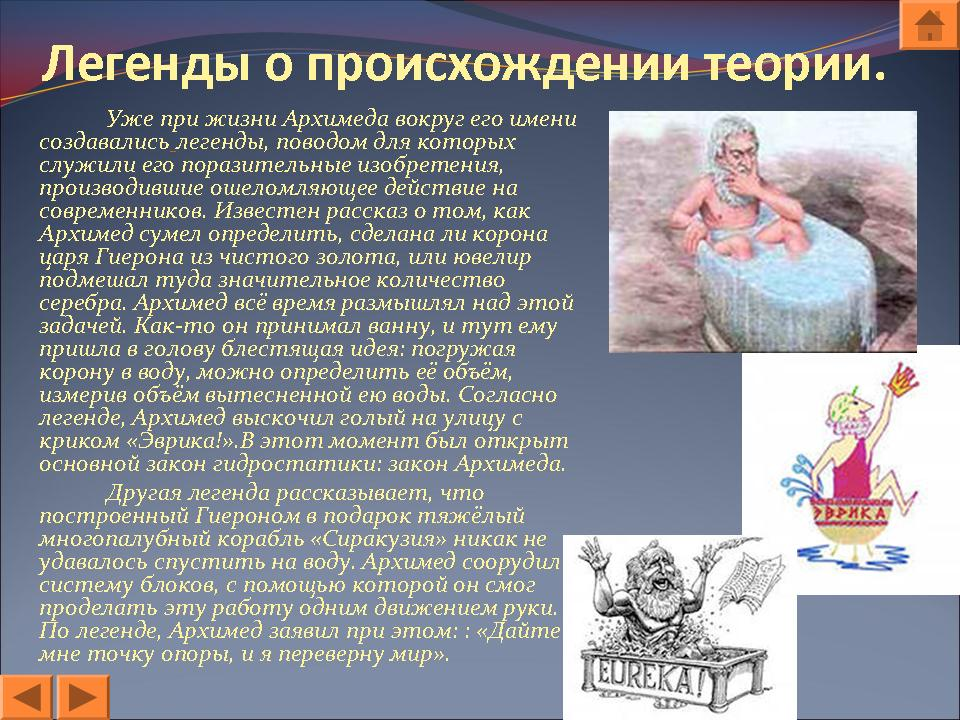 Легенды о происхождении теории.
Уже при жизни Архимеда вокруг его имени
создавались легенды, поводом для которых
служили его поразительные изобретения,
производившие ошеломляющее действие на
современников. Известен рассказ о том, как
Архимед сумел определить, сделана ли корона
царя Гиерона из чистого золота, или ювелир
подмешал туда значительное количество
серебра. Архимед всё время размышлял над этой
задачей. Как-то он принимал ванну, и тут ему
пришла в голову блестящая идея: погружая
корону в воду, можно определить её объём,
измерив объём вытесненной ею воды. Согласно
легенде, Архимед выскочил голый на улицу с
криком «Эврика!».В этот момент был открыт
основной закон гидростатики: закон Архимеда.
Другая легенда рассказывает, что
построенный Гиероном в подарок тяжёлый
многопалубный корабль «Сиракузия» никак не
удавалось спустить на воду. Архимед соорудил
систему блоков, с помощью которой он смог
проделать эту работу одним движением руки.
По легенде, Архимед заявил при этом: : «Дайте
мне точку опоры, и я переверну мир».
ЭВРИКА
EUREKA!